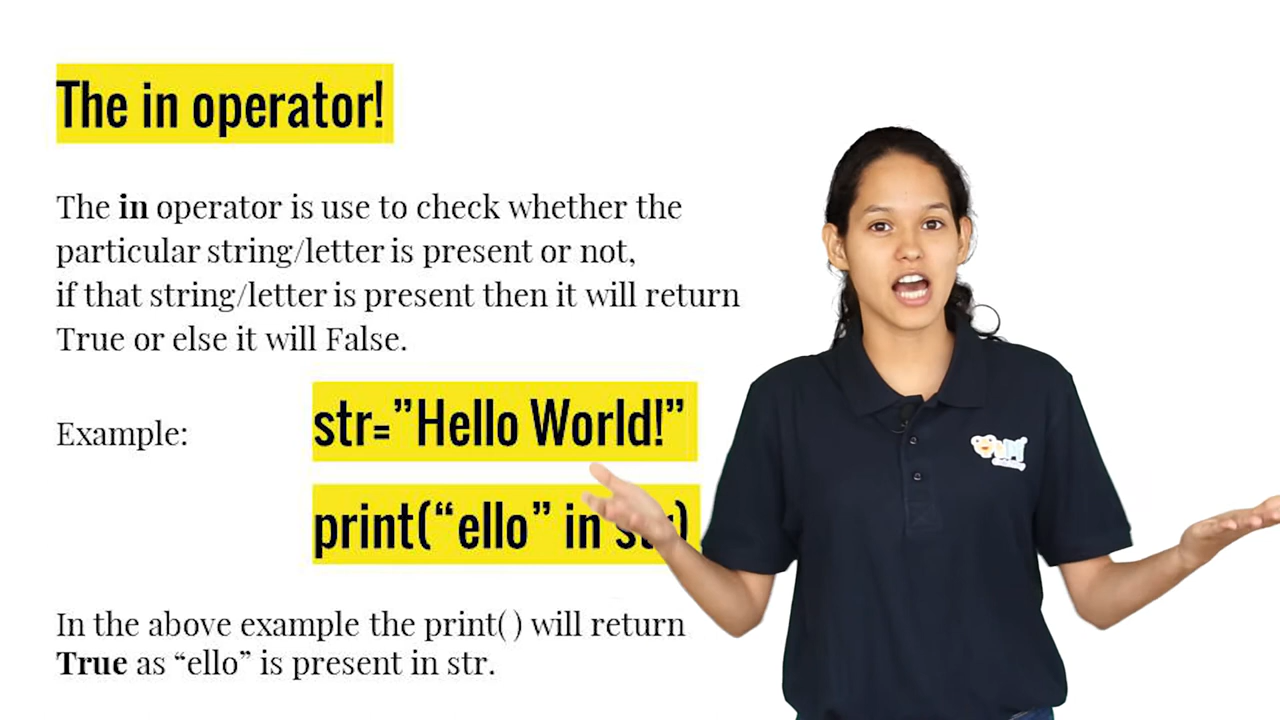 The in operator!
The in operator is use to check whether the
particular string/letter is present or not,
if that string/letter is present then it will return
True or else it will False.
Example:
str=”Hello World!”
print(“ello” in str)
In the above example the print( ) will return
True as “ello” is present in str.